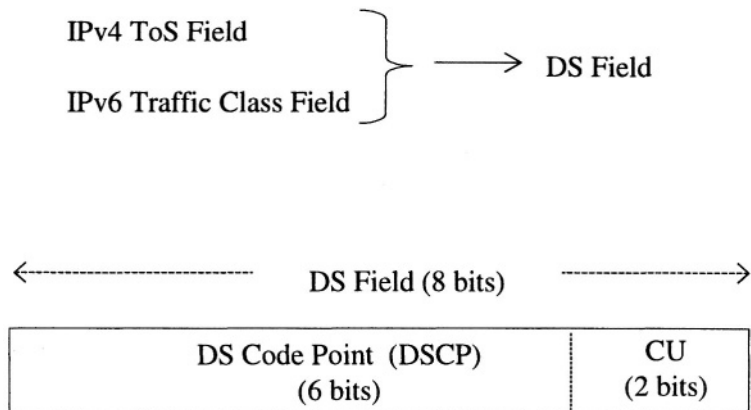 IPv4 ToS Field
DS Field
IPv6 Traffic Class Field
DS Field (8 bits)
DS Code Point (DSCP)
(6 bits)
CU
(2 bits)